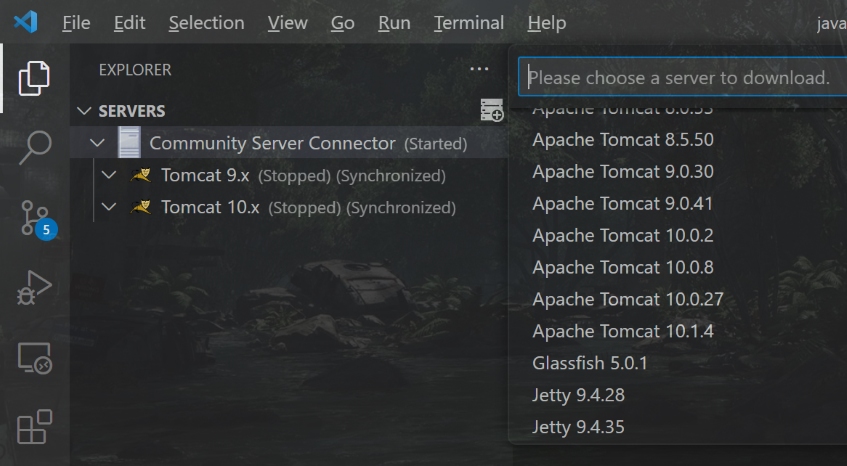 File Edit Selection View Go Run Terminal Help java
EXPLORER
Please choose a server to download.
SERVERS
Community Server Connector (Started)
Tomcat 9.x (Stopped) (Synchronized)
Tomcat 10.x (Stopped) (Synchronized)
5
Apache Tomcat
Apache Tomcat 8.5.50
Apache Tomcat 9.0.30
Apache Tomcat 9.0.41
Apache Tomcat 10.0.2
Apache Tomcat 10.0.8
Apache Tomcat 10.0.27
Apache Tomcat 10.1.4
Glassfish 5.0.1
Jetty 9.4.28
Jetty 9.4.35